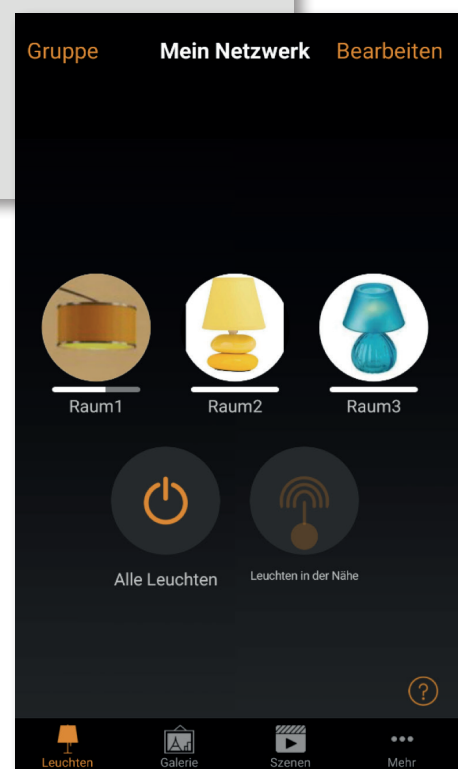 Gruppe Mein Netzwerk Bearbeiten
Raum1 Raum2 Raum3
Alle Leuchten Leuchten in der Nähe
?
Leuchten Galerie Szenen Mehr